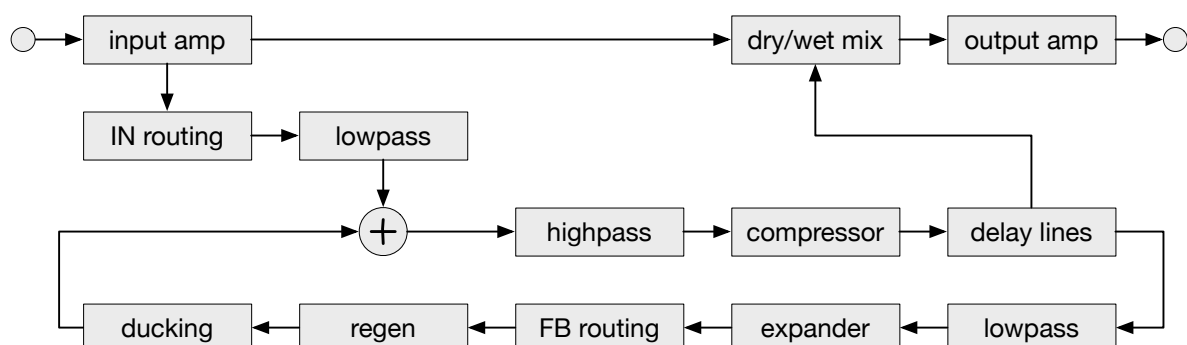 input amp
dry/wet mix
output amp
IN routing
lowpass
+
highpass
compressor
delay lines
ducking
regen
FB routing
expander
lowpass